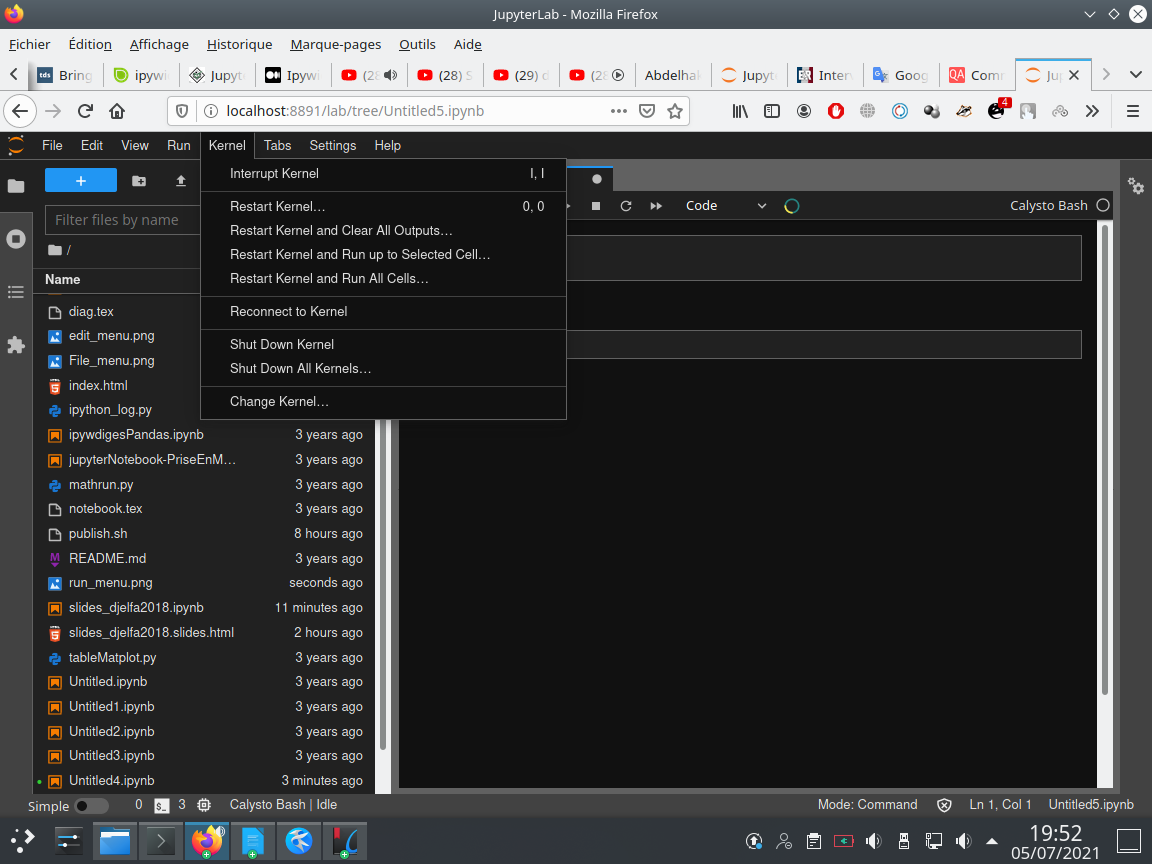 JupyterLab - Mozilla Firefox
Fichier Édition Affichage Historique Marque-pages Outils Aide
tds Bring ipywi Jupyt Ipywi (28 (28) S (29) d (28 Abdelhak Jupyt ER Inter Goog QA Comm Ju
localhost:8891/lab/tree/Untitled5.ipynb
4
File Edit View Run Kernel Tabs Settings Help
Interrupt Kernel I, I
Restart Kernel… 0, 0
Restart Kernel and Clear All Outputs…
Restart Kernel and Run up to Selected Cell…
Restart Kernel and Run All Cells…
Reconnect to Kernel
Shut Down Kernel
Shut Down All Kernels…
Change Kernel…
Code Calysto Bash
Filter files by name
/
Name
diag.tex
edit_menu.png
File_menu.png
index.html
ipython_log.py
ipywdigesPandas.ipynb 3 years ago
jupyterNotebook-PriseEnM… 3 years ago
mathrun.py 3 years ago
notebook.tex 3 years ago
publish.sh 8 hours ago
README.md 3 years ago
run_menu.png seconds ago
slides_djelfa2018.ipynb 11 minutes ago
slides_djelfa2018.slides.html 2 hours ago
tableMatplot.py 3 years ago
Untitled.ipynb 3 years ago
Untitled1.ipynb 3 years ago
Untitled2.ipynb 3 years ago
Untitled3.ipynb 3 years ago
Untitled4.ipynb 3 minutes ago
Simple 0 $_ 3 Calysto Bash | Idle Mode: Command Ln 1, Col 1 Untitled5.ipynb
19:52
05/07/2021